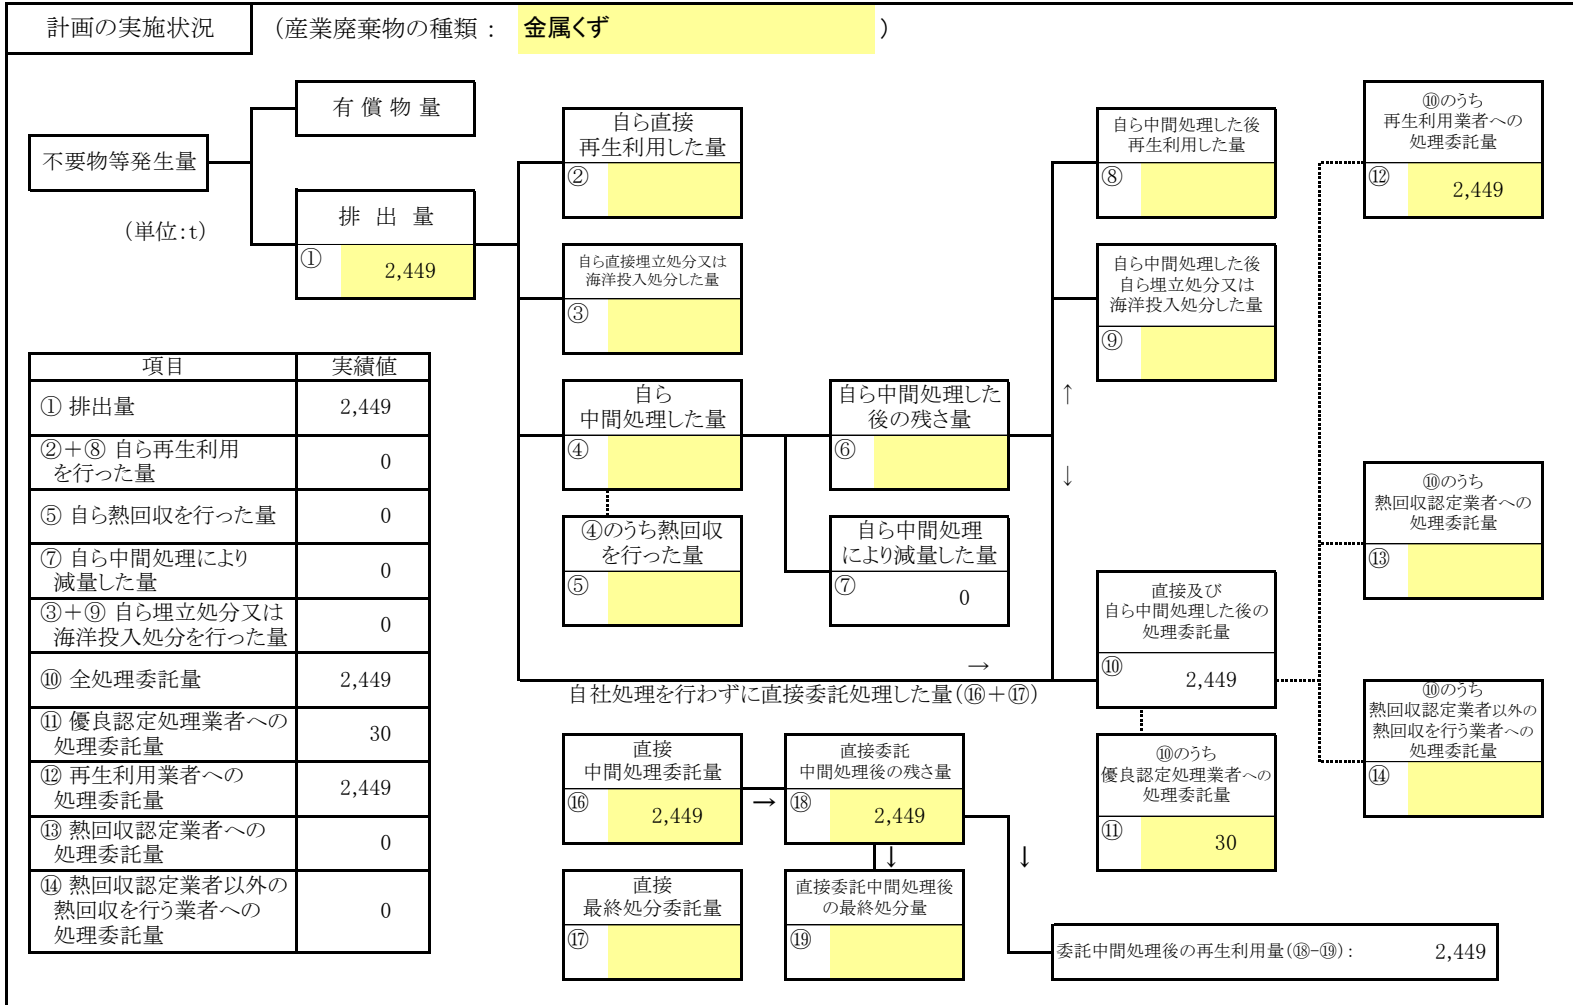 計画の実施状況
（産業廃棄物の種類： 金属くず ）
不要物等発生量
（単位：t）
有 償 物 量
排 出 量
① 2,449
自ら直接
再生利用した量
②
自ら直接埋立処分又は
海洋投入処分した量
③
自ら
中間処理した量
④
④のうち熱回収
を行った量
⑤
自ら中間処理した
後の残さ量
⑥
自ら中間処理
により減量した量
⑦ 0
自ら中間処理した後
再生利用した量
⑧
自ら中間処理した後
自ら埋立処分又は
海洋投入処分した量
⑨
↑
↓
直接及び
自ら中間処理した後の
処理委託量
⑩ 2,449
⑩のうち
優良認定処理業者への
処理委託量
⑪ 30
⑩のうち
再生利用業者への
処理委託量
⑫ 2,449
⑩のうち
熱回収認定業者への
処理委託量
⑬
⑩のうち
熱回収認定業者以外の
熱回収を行う業者への
処理委託量
⑭
→
自社処理を行わずに直接委託処理した量（⑯＋⑰）
直接
中間処理委託量
⑯ 2,449
→
直接委託
中間処理後の残さ量
⑱ 2,449
↓
↓
直接
最終処分委託量
⑰
直接委託中間処理後
の最終処分量
⑲
委託中間処理後の再生利用量（⑱-⑲）： 2,449
項目 実績値
① 排出量 2,449
②＋⑧ 自ら再生利用
を行った量 0
⑤ 自ら熱回収を行った量 0
⑦ 自ら中間処理により
減量した量 0
③＋⑨ 自ら埋立処分又は
海洋投入処分を行った量 0
⑩ 全処理委託量 2,449
⑪ 優良認定処理業者への
処理委託量 30
⑫ 再生利用業者への
処理委託量 2,449
⑬ 熱回収認定業者への
処理委託量 0
⑭ 熱回収認定業者以外の
熱回収を行う業者への
処理委託量 0